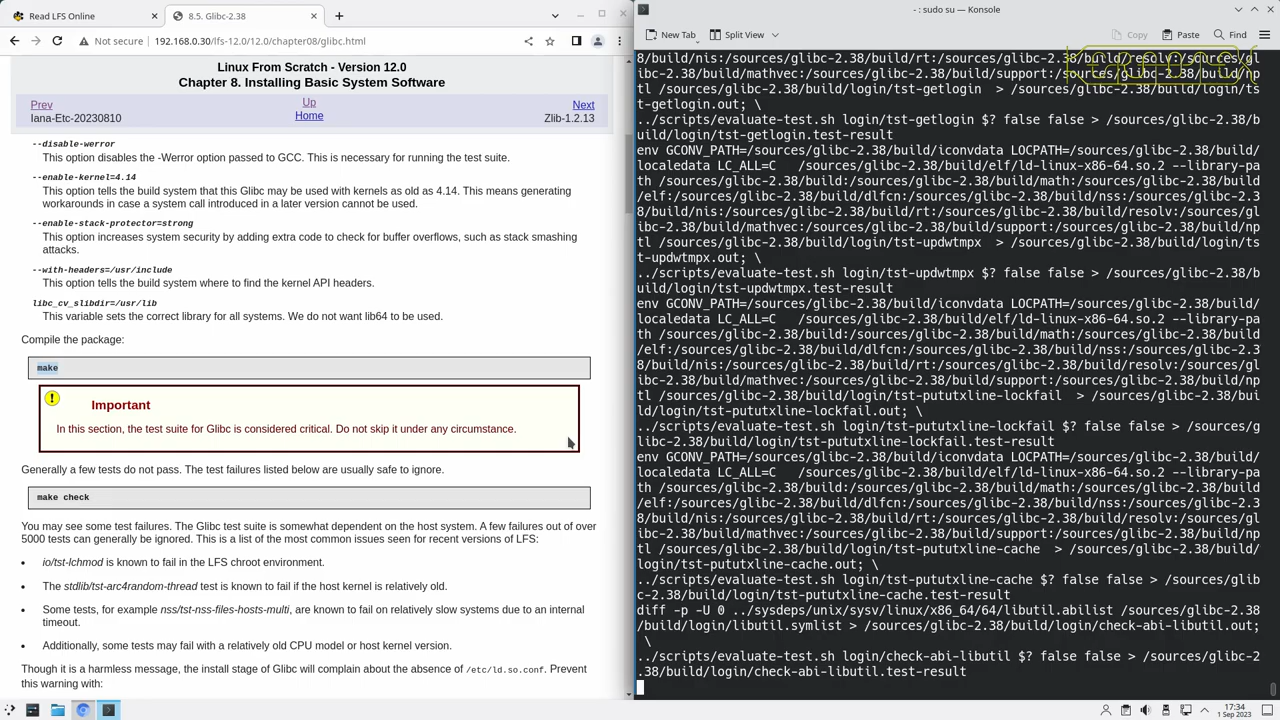 Read LFS Online
8.5. Glibc-2.38
Not secure
192.168.0.30/lfs-12.0/12.0/chapter08/glibc.html
Linux From Scratch - Version 12.0
Chapter 8. Installing Basic System Software
Prev
Up
Next
Iana-Etc-20230810
Home
Zlib-1.2.13
--disable-werror
This option disables the -Werror option passed to GCC. This is necessary for running the test suite.
--enable-kernel=4.14
This option tells the build system that this Glibc may be used with kernels as old as 4.14. This means generating
workarounds in case a system call introduced in a later version cannot be used.
--enable-stack-protector=strong
This option increases system security by adding extra code to check for buffer overflows, such as stack smashing
attacks.
--with-headers=/usr/include
This option tells the build system where to find the kernel API headers.
libc_cv_slibdir=/usr/lib
This variable sets the correct library for all systems. We do not want lib64 to be used.
Compile the package:
make
Important
In this section, the test suite for Glibc is considered critical. Do not skip it under any circumstance.
Generally a few tests do not pass. The test failures listed below are usually safe to ignore.
make check
You may see some test failures. The Glibc test suite is somewhat dependent on the host system. A few failures out of over
5000 tests can generally be ignored. This is a list of the most common issues seen for recent versions of LFS:
• io/tst-lchmod is known to fail in the LFS chroot environment.
• The stdlib/tst-arc4random-thread test is known to fail if the host kernel is relatively old.
• Some tests, for example nss/tst-nss-files-hosts-multi, are known to fail on relatively slow systems due to an internal
timeout.
• Additionally, some tests may fail with a relatively old CPU model or host kernel version.
Though it is a harmless message, the install stage of Glibc will complain about the absence of /etc/ld.so.conf. Prevent
this warning with:
- : sudo su — Konsole
New Tab
Split View
Copy
Paste
Find
8/build/nis:/sources/glibc-2.38/build/rt:/sources/glibc-2.38/build/resolv:/sources/gl
ibc-2.38/build/mathvec:/sources/glibc-2.38/build/support:/sources/glibc-2.38/build/np
tl /sources/glibc-2.38/build/login/tst-getlogin  > /sources/glibc-2.38/build/login/ts
t-getlogin.out; \
../scripts/evaluate-test.sh login/tst-getlogin $? false false > /sources/glibc-2.38/b
uild/login/tst-getlogin.test-result
env GCONV_PATH=/sources/glibc-2.38/build/iconvdata LOCPATH=/sources/glibc-2.38/build/
localedata LC_ALL=C   /sources/glibc-2.38/build/elf/ld-linux-x86-64.so.2 --library-pa
th /sources/glibc-2.38/build:/sources/glibc-2.38/build/math:/sources/glibc-2.38/build
/elf:/sources/glibc-2.38/build/dlfcn:/sources/glibc-2.38/build/nss:/sources/glibc-2.3
8/build/nis:/sources/glibc-2.38/build/rt:/sources/glibc-2.38/build/resolv:/sources/gl
ibc-2.38/build/mathvec:/sources/glibc-2.38/build/support:/sources/glibc-2.38/build/np
tl /sources/glibc-2.38/build/login/tst-updwtmpx  > /sources/glibc-2.38/build/login/ts
t-updwtmpx.out; \
../scripts/evaluate-test.sh login/tst-updwtmpx $? false false > /sources/glibc-2.38/b
uild/login/tst-updwtmpx.test-result
env GCONV_PATH=/sources/glibc-2.38/build/iconvdata LOCPATH=/sources/glibc-2.38/build/
localedata LC_ALL=C   /sources/glibc-2.38/build/elf/ld-linux-x86-64.so.2 --library-pa
th /sources/glibc-2.38/build:/sources/glibc-2.38/build/math:/sources/glibc-2.38/build
/elf:/sources/glibc-2.38/build/dlfcn:/sources/glibc-2.38/build/nss:/sources/glibc-2.3
8/build/nis:/sources/glibc-2.38/build/rt:/sources/glibc-2.38/build/resolv:/sources/gl
ibc-2.38/build/mathvec:/sources/glibc-2.38/build/support:/sources/glibc-2.38/build/np
tl /sources/glibc-2.38/build/login/tst-pututxline-lockfail  > /sources/glibc-2.38/bui
ld/login/tst-pututxline-lockfail.out; \
../scripts/evaluate-test.sh login/tst-pututxline-lockfail $? false false > /sources/g
libc-2.38/build/login/tst-pututxline-lockfail.test-result
env GCONV_PATH=/sources/glibc-2.38/build/iconvdata LOCPATH=/sources/glibc-2.38/build/
localedata LC_ALL=C   /sources/glibc-2.38/build/elf/ld-linux-x86-64.so.2 --library-pa
th /sources/glibc-2.38/build:/sources/glibc-2.38/build/math:/sources/glibc-2.38/build
/elf:/sources/glibc-2.38/build/dlfcn:/sources/glibc-2.38/build/nss:/sources/glibc-2.3
8/build/nis:/sources/glibc-2.38/build/rt:/sources/glibc-2.38/build/resolv:/sources/gl
ibc-2.38/build/mathvec:/sources/glibc-2.38/build/support:/sources/glibc-2.38/build/np
tl /sources/glibc-2.38/build/login/tst-pututxline-cache  > /sources/glibc-2.38/build/
login/tst-pututxline-cache.out; \
../scripts/evaluate-test.sh login/tst-pututxline-cache $? false false > /sources/glib
c-2.38/build/login/tst-pututxline-cache.test-result
diff -p -U 0 ../sysdeps/unix/sysv/linux/x86_64/64/libutil.abilist /sources/glibc-2.38
/build/login/libutil.symlist > /sources/glibc-2.38/build/login/check-abi-libutil.out;
\
../scripts/evaluate-test.sh login/check-abi-libutil $? false false > /sources/glibc-2
.38/build/login/check-abi-libutil.test-result
17:34
1 Sep 2023